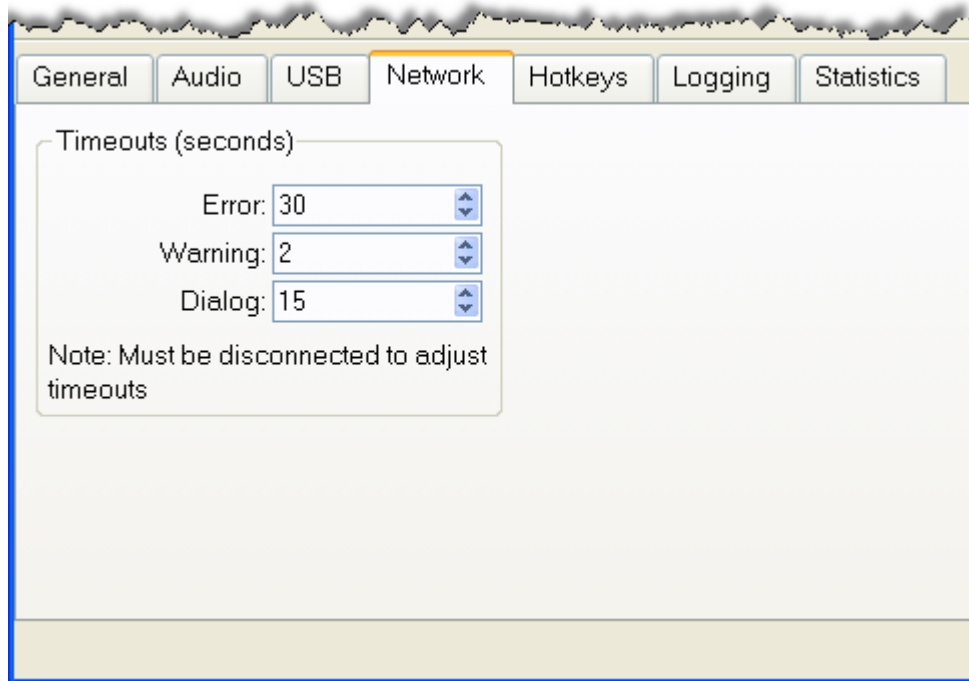 General Audio USB Network Hotkeys Logging Statistics
Timeouts (seconds)
Error: 30
Warning: 2
Dialog: 15
Note: Must be disconnected to adjust
timeouts